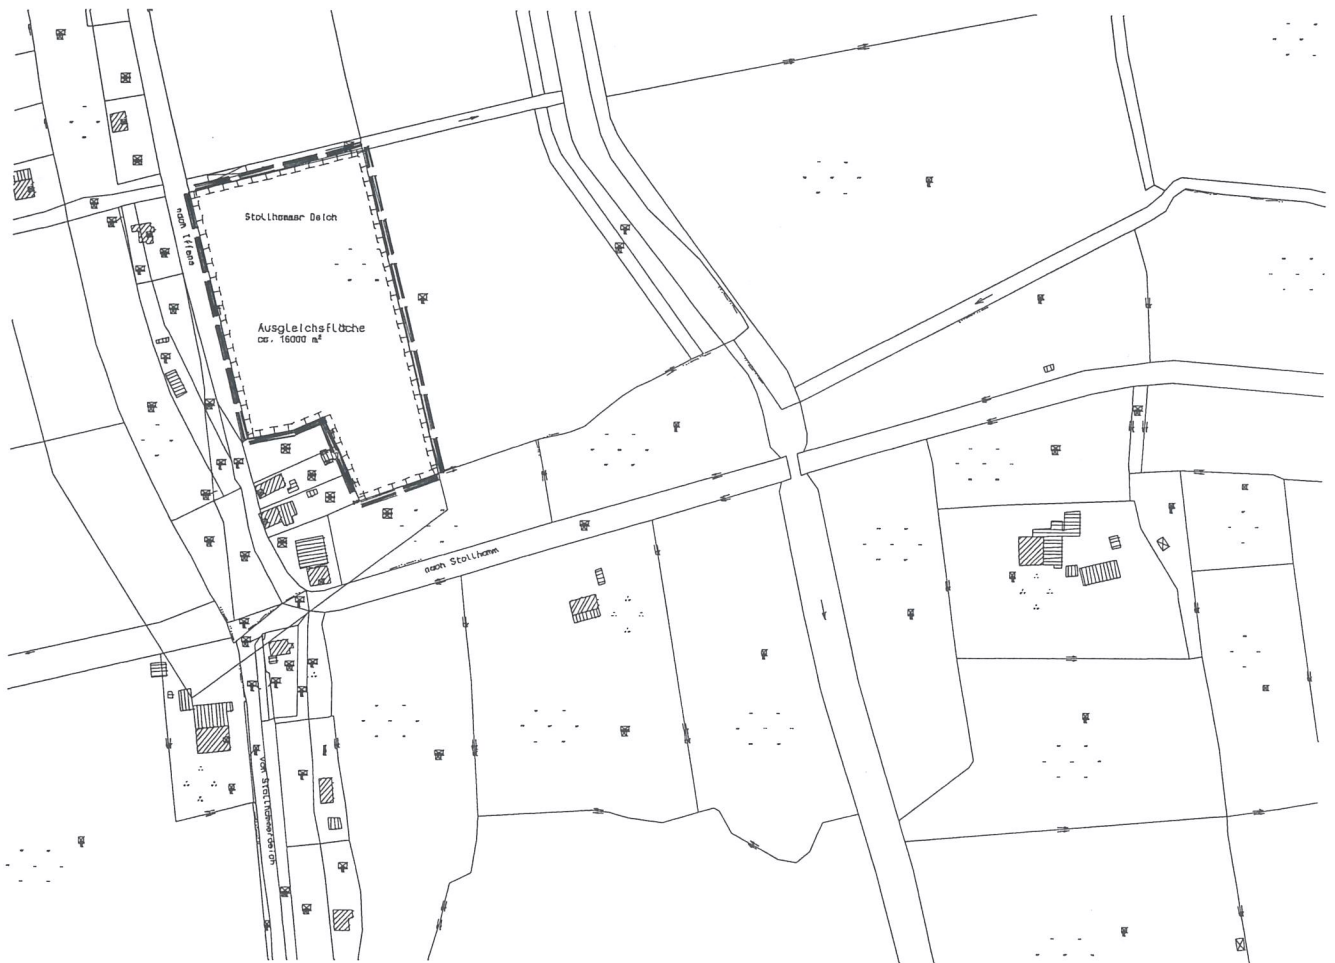 nach Iffens
Stollhammer Deich
Ausgleichsfläche
ca. 16000 m²
nach Stollhamm
von Stollhammerdeich